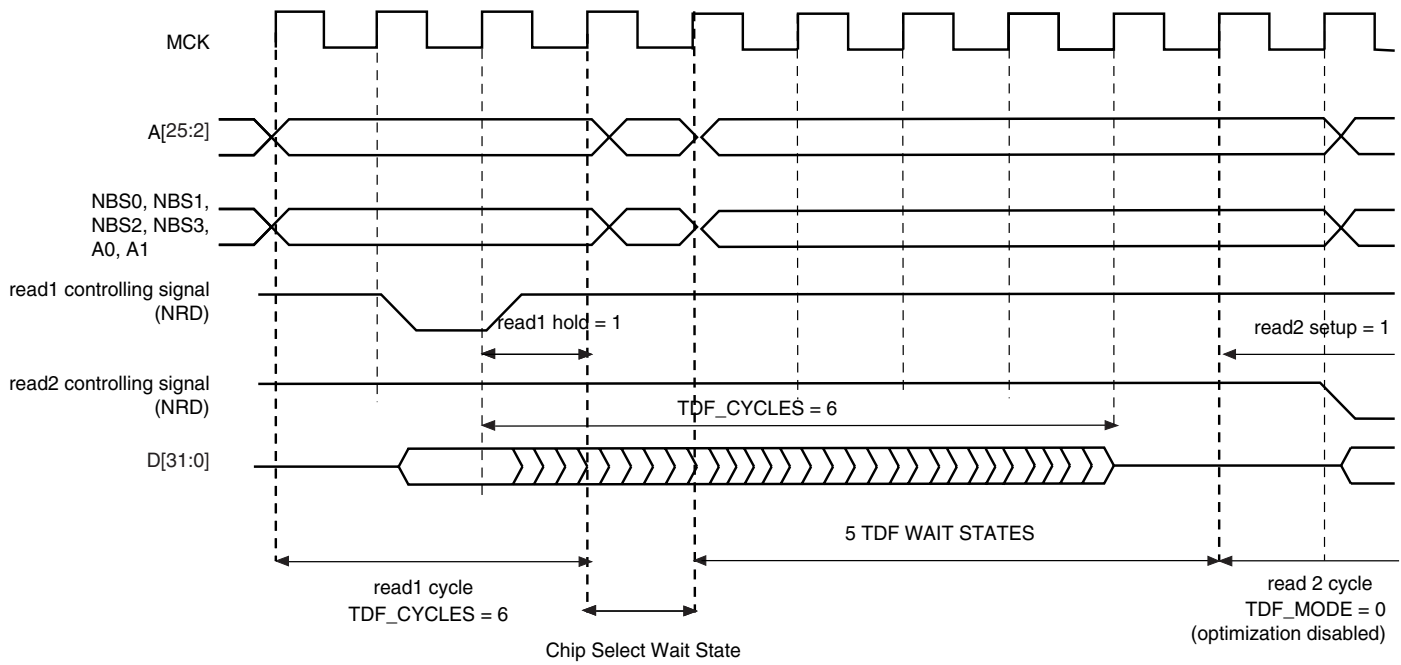 MCK
A[25:2]
NBS0, NBS1,
NBS2, NBS3,
A0, A1
read1 controlling signal
(NRD)
read1 hold = 1
read2 setup = 1
read2 controlling signal
(NRD)
TDF_CYCLES = 6
D[31:0]
5 TDF WAIT STATES
read1 cycle
TDF_CYCLES = 6
read 2 cycle
TDF_MODE = 0
(optimization disabled)
Chip Select Wait State